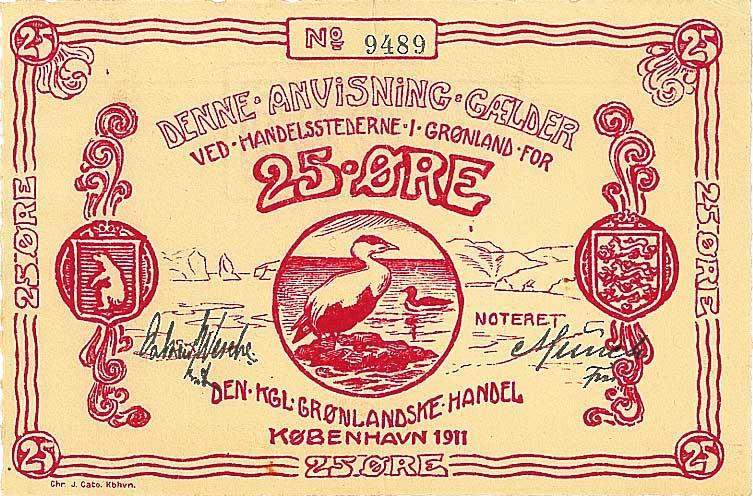 25
No 9489
25
DENNE · ANVISNING · GÆLDER
VED · HANDELSSTEDERNE · I · GRØNLAND · FOR
25 · ØRE
25 · ØRE
25 · ØRE
NOTERET
DEN · KGL · GRØNLANDSKE · HANDEL
KØBENHAVN 1911
25
25 ØRE
25
Chr. J. Cato. Kbhvn.